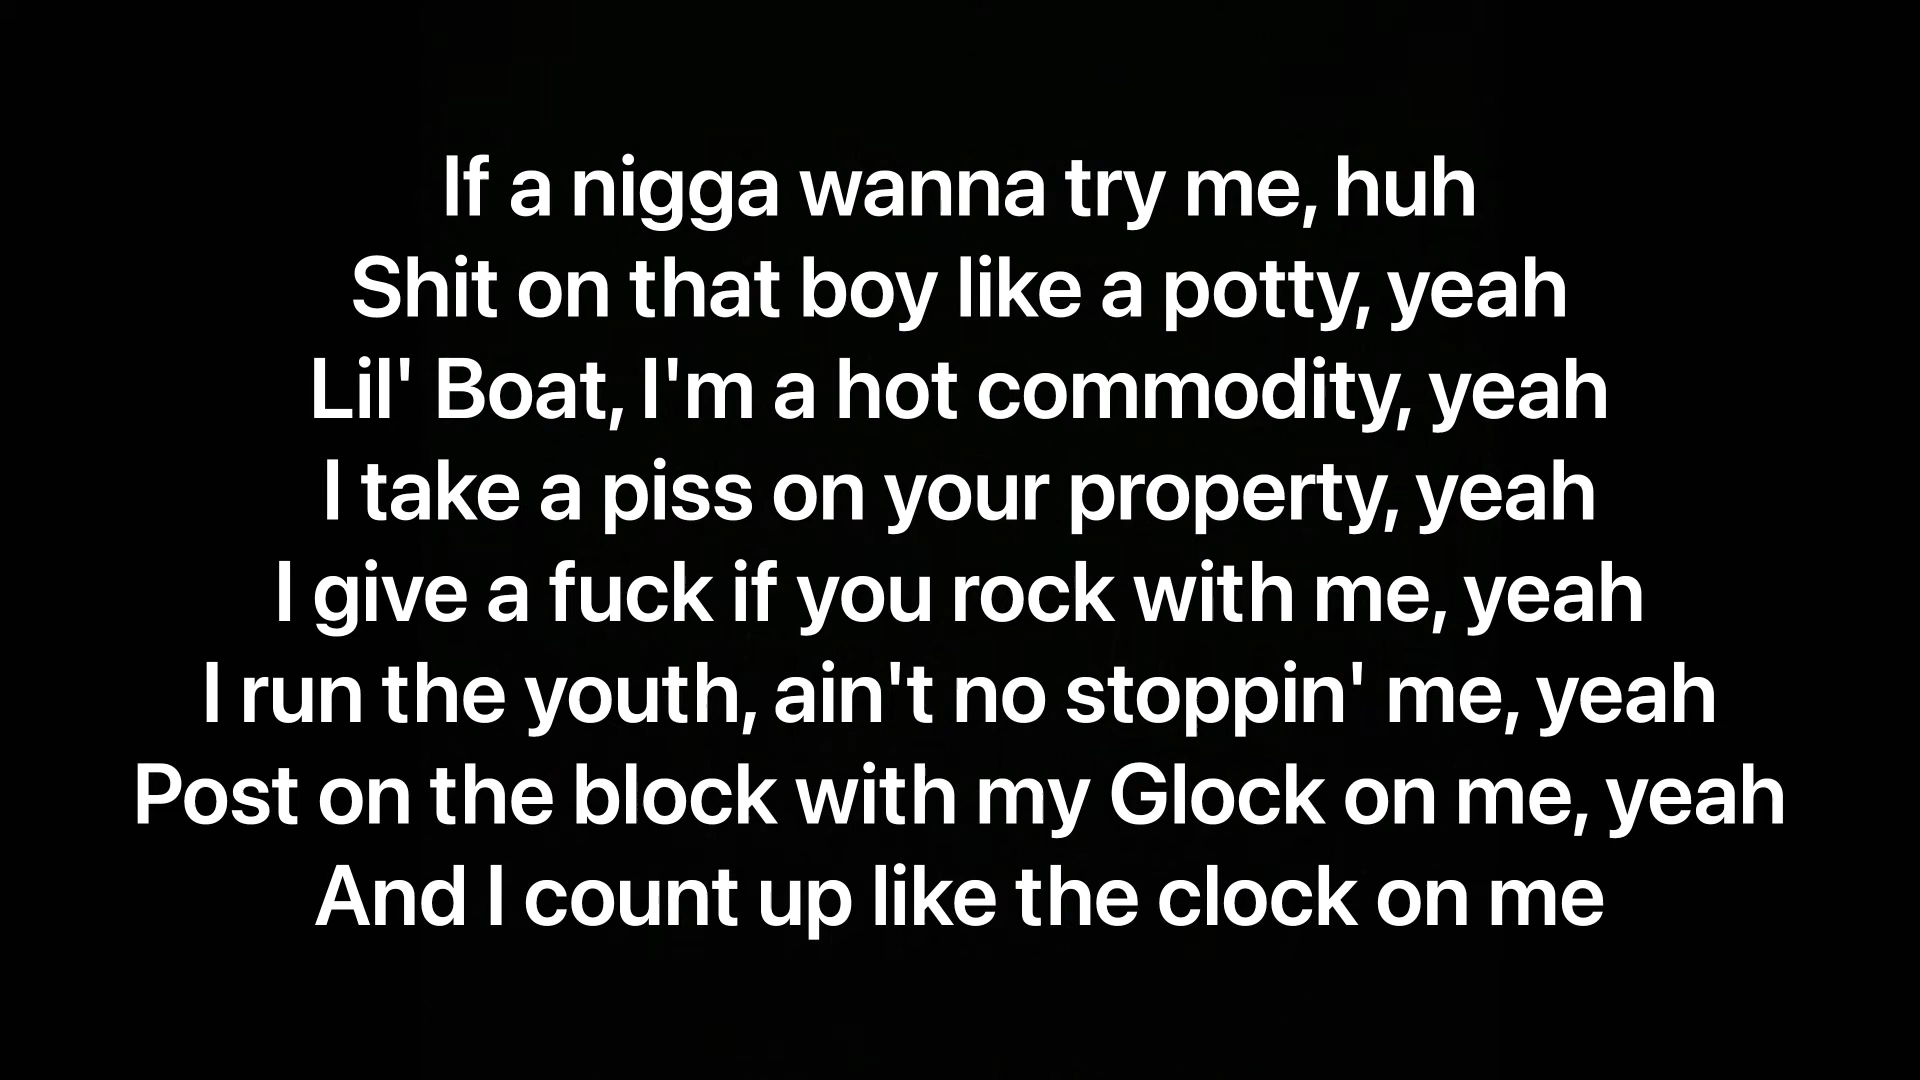 If a nigga wanna try me, huh
Shit on that boy like a potty, yeah
Lil' Boat, I'm a hot commodity, yeah
I take a piss on your property, yeah
I give a fuck if you rock with me, yeah
I run the youth, ain't no stoppin' me, yeah
Post on the block with my Glock on me, yeah
And I count up like the clock on me